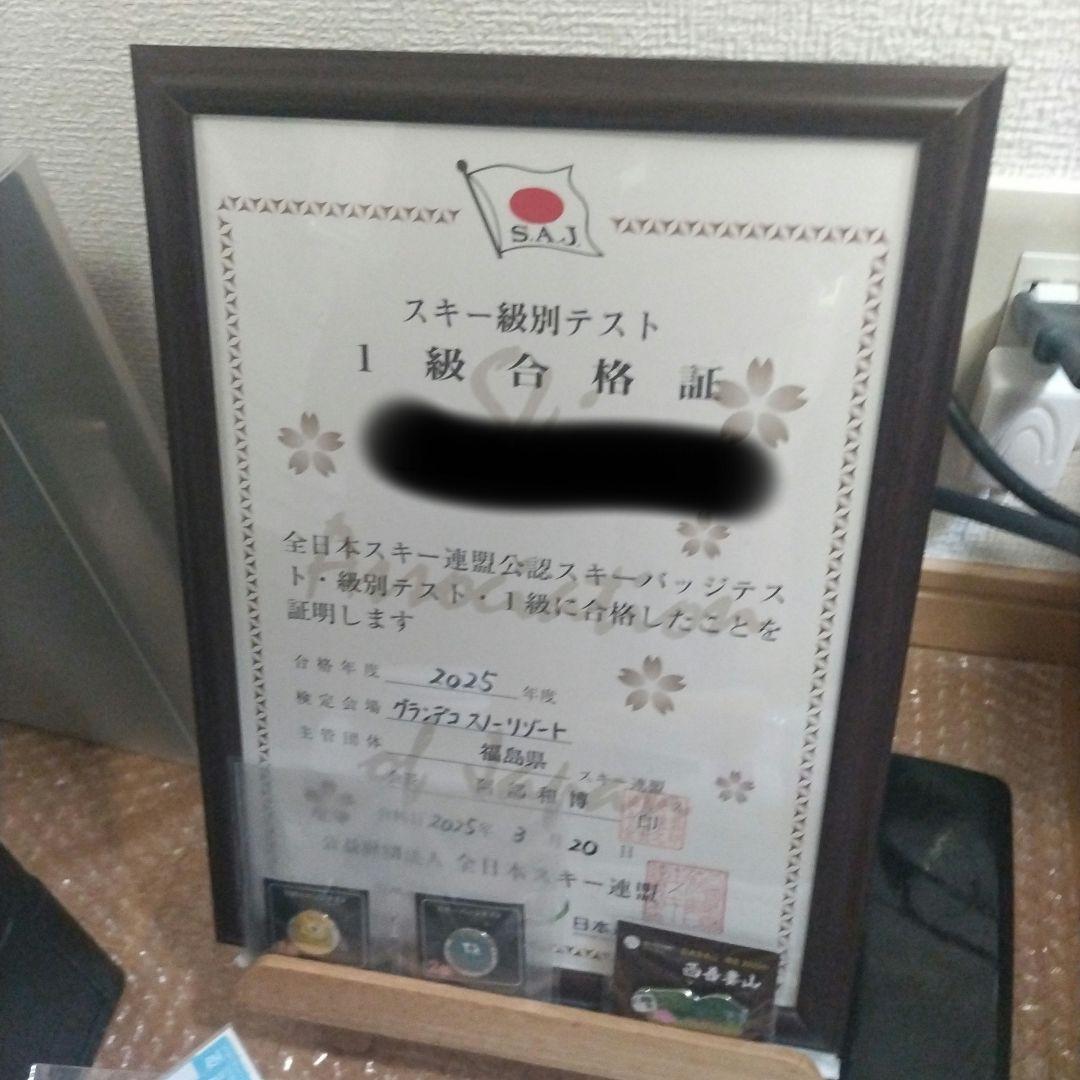 S.A.J.
スキー級別テスト
1級合格証
全日本スキー連盟公認スキーバッジテス
ト・級別テスト・1級に合格したことを
証明します
合格年度 2025 年度
検定会場 グランデコスノーリゾート
主管団体 福島県 スキー連盟
阿部和博 印
2025年 3月20日
公益財団法人 全日本スキー連盟
日本
西吾妻山